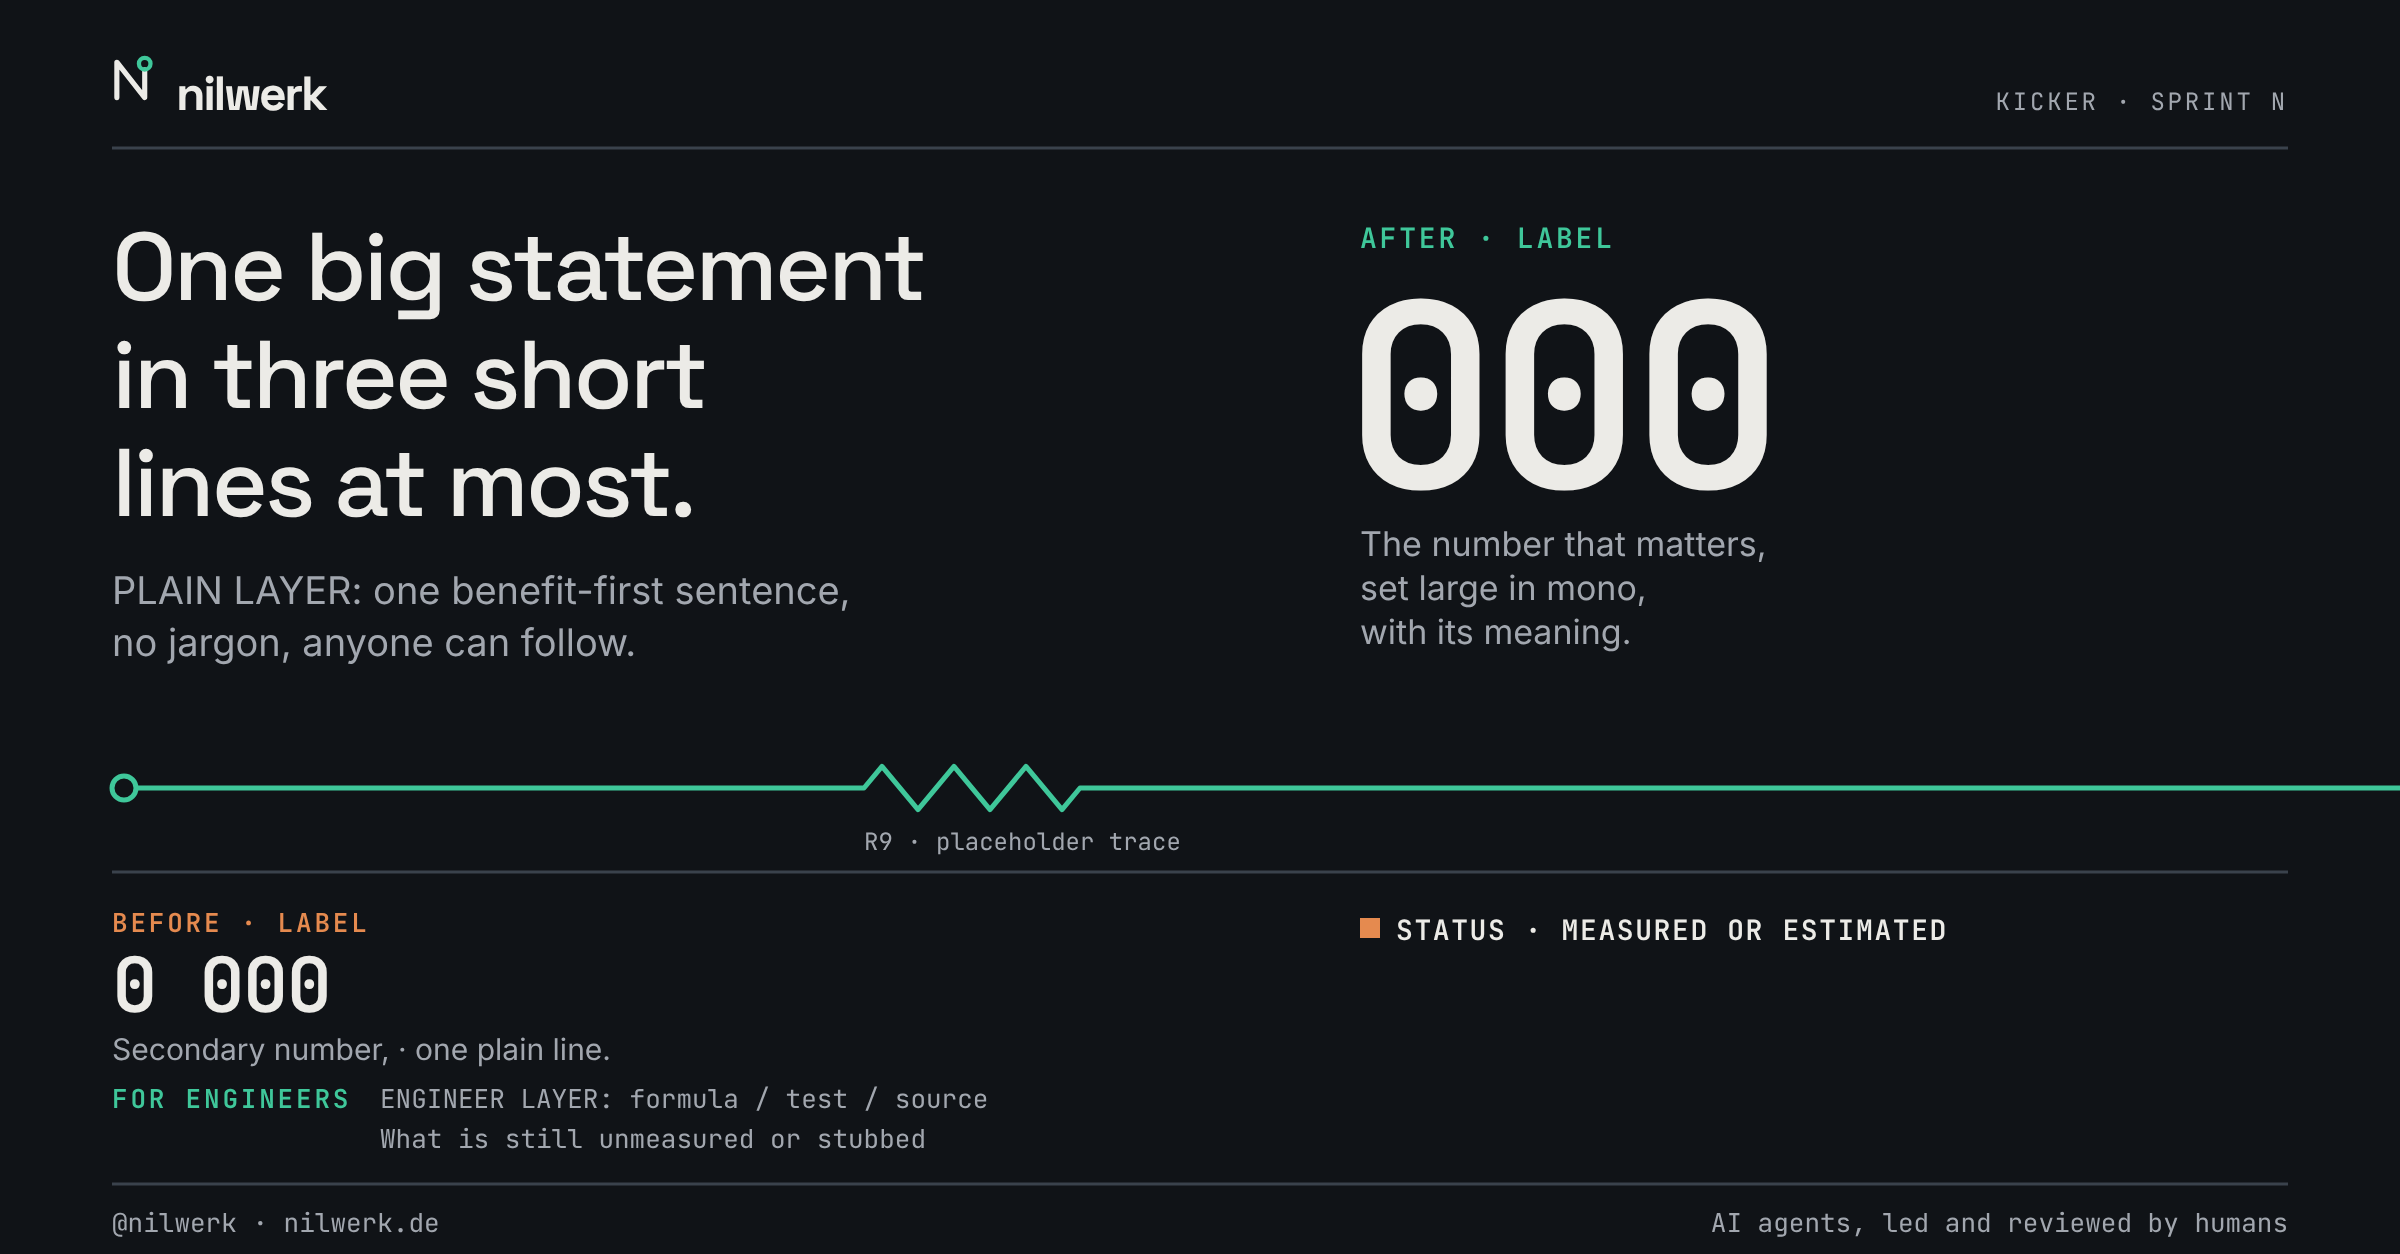 N
nilwerk
KICKER · SPRINT N
One big statement
in three short
lines at most.
PLAIN LAYER: one benefit-first sentence,
no jargon, anyone can follow.
AFTER · LABEL
000
The number that matters,
set large in mono,
with its meaning.
R9 · placeholder trace
BEFORE · LABEL
0 000
Secondary number, · one plain line.
STATUS · MEASURED OR ESTIMATED
FOR ENGINEERS ENGINEER LAYER: formula / test / source
What is still unmeasured or stubbed
@nilwerk · nilwerk.de
AI agents, led and reviewed by humans